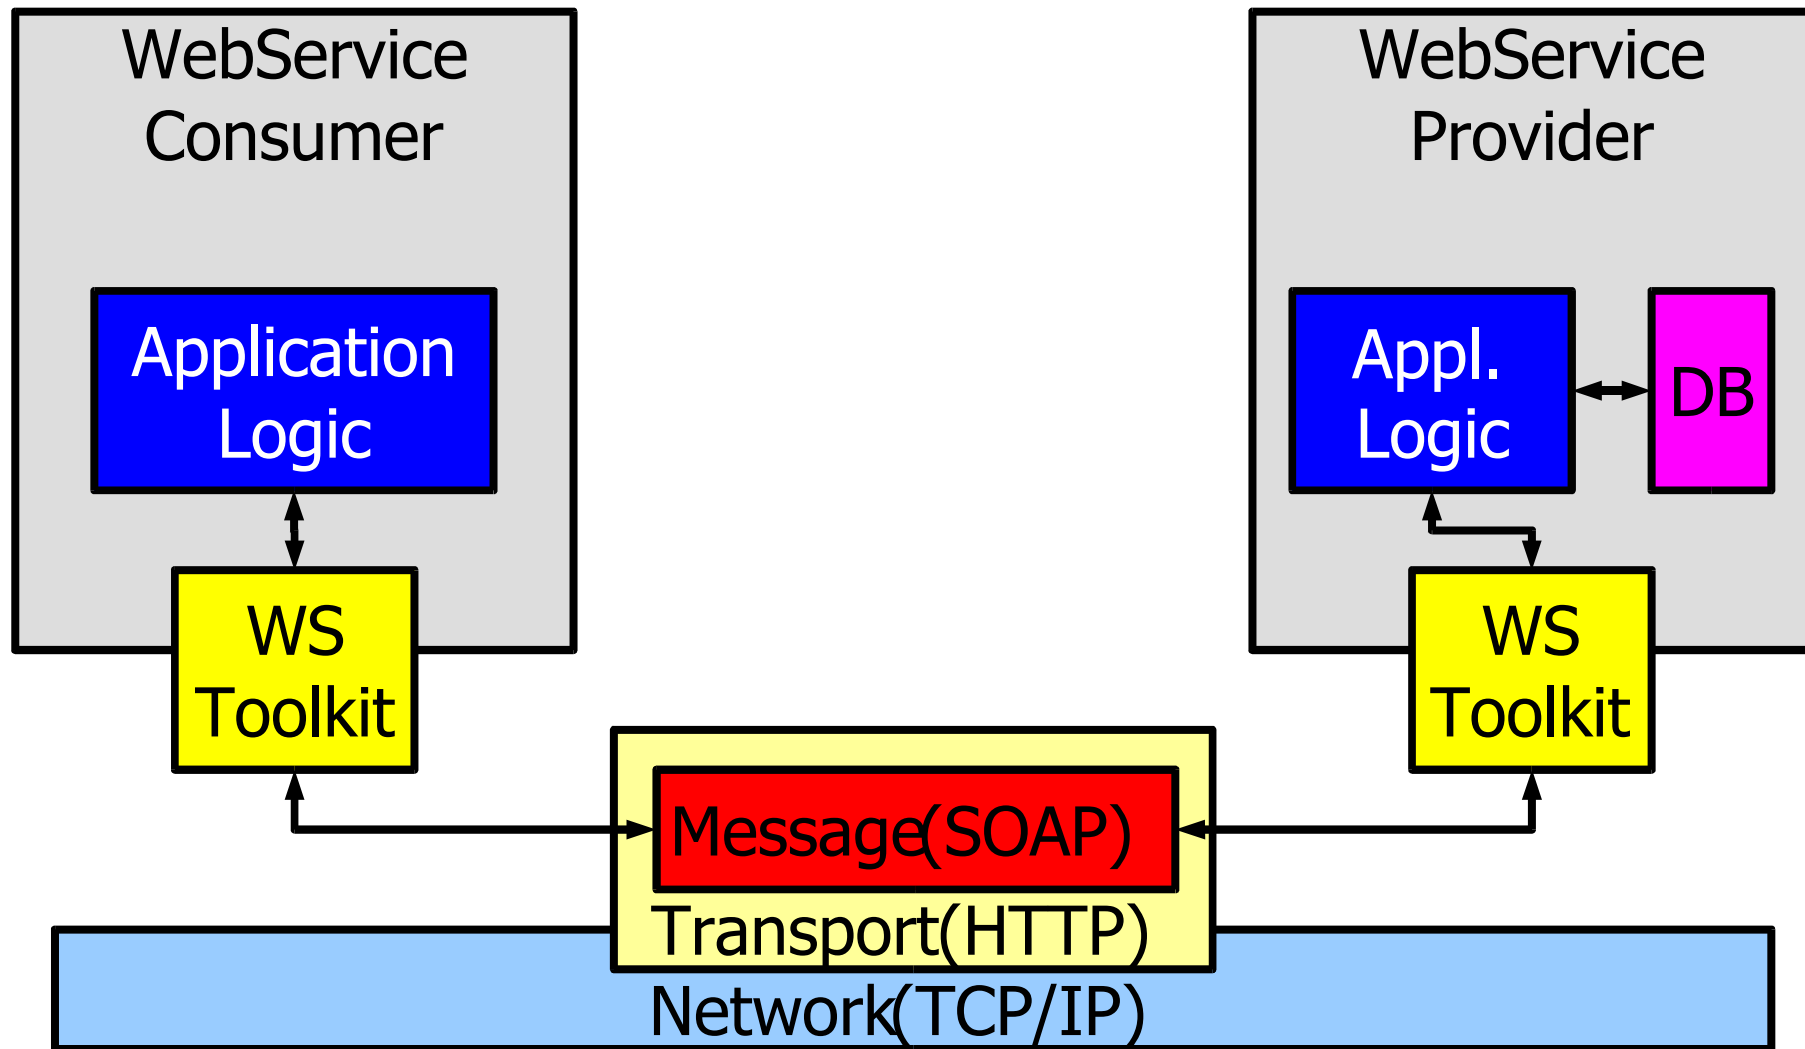 WebService
Consumer
Application
Logic
WS
Toolkit
WebService
Provider
Appl.
Logic
DB
WS
Toolkit
Message(SOAP)
Transport(HTTP)
Network(TCP/IP)